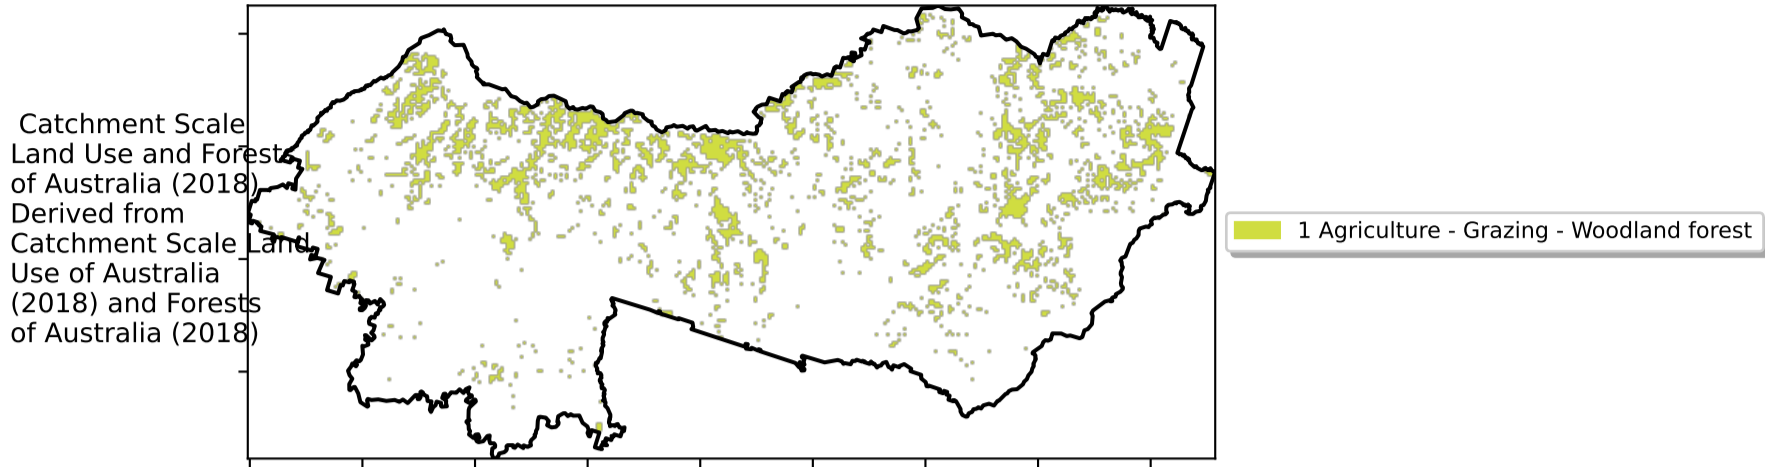 Catchment Scale
Land Use and Forests
of Australia (2018)
Derived from
Catchment Scale Land
Use of Australia
(2018) and Forests
of Australia (2018)
1 Agriculture - Grazing - Woodland forest